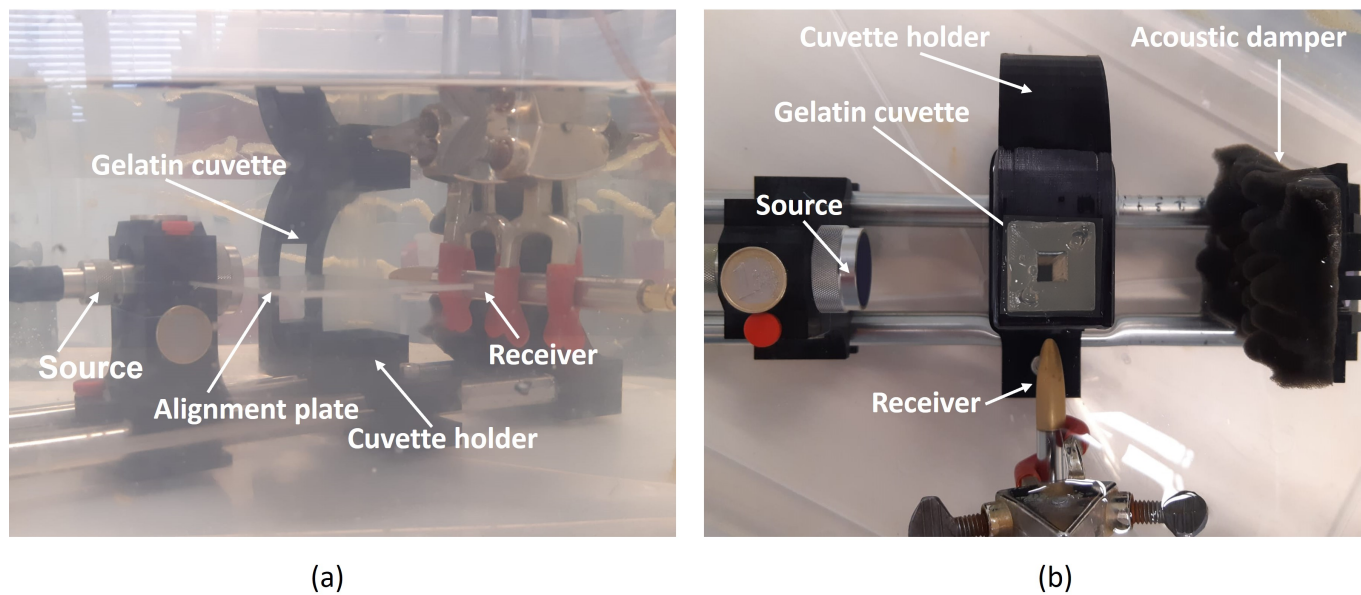 Gelatin cuvette
Source
Receiver
Alignment plate
Cuvette holder
(a)
Cuvette holder
Acoustic damper
Gelatin cuvette
Source
Receiver
(b)